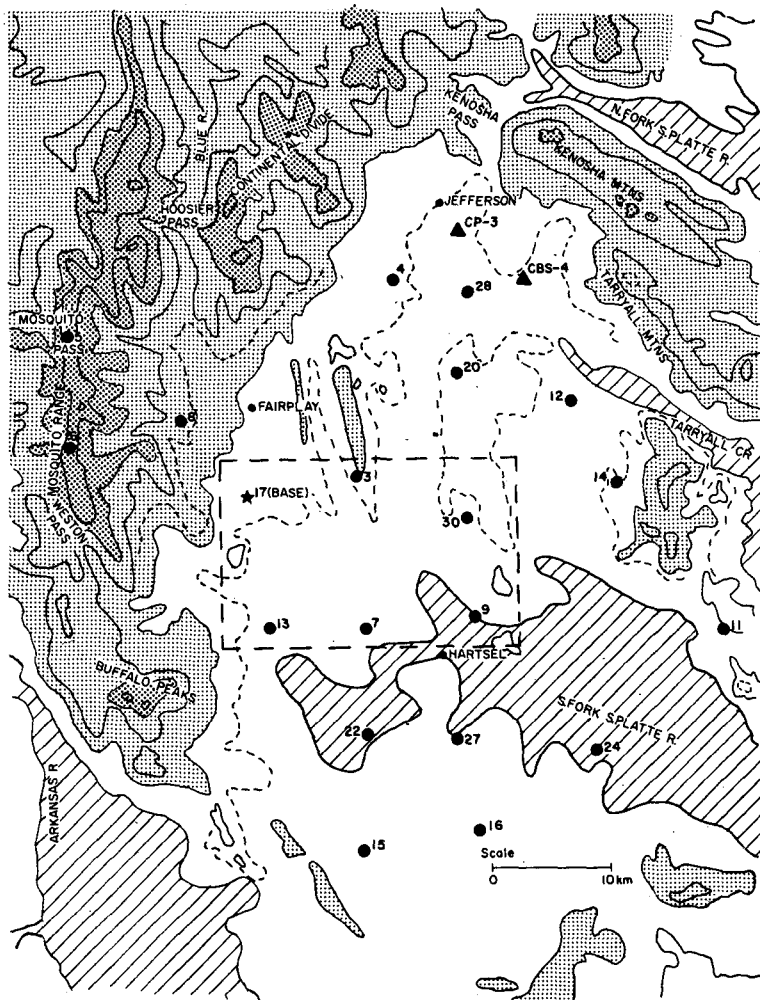 KENOSHA
PASS
N. FORK S. PLATTE R.
BLUE R.
CONTINENTAL DIVIDE
KENOSHA MTNS
HOOSIER
PASS
JEFFERSON
CP-3
4
28
CBS-4
TARRYALL MTNS
MOSQUITO
PASS
5
20
12
FAIRPLAY
MOSQUITO RANGE
TARRYALL CR.
3
14
17(BASE)
WESTON
PASS
30
13
7
9
11
HARTSEL
BUFFALO PEAKS
S. FORK S. PLATTE R.
22
27
24
ARKANSAS R.
15
16
Scale
0
10km